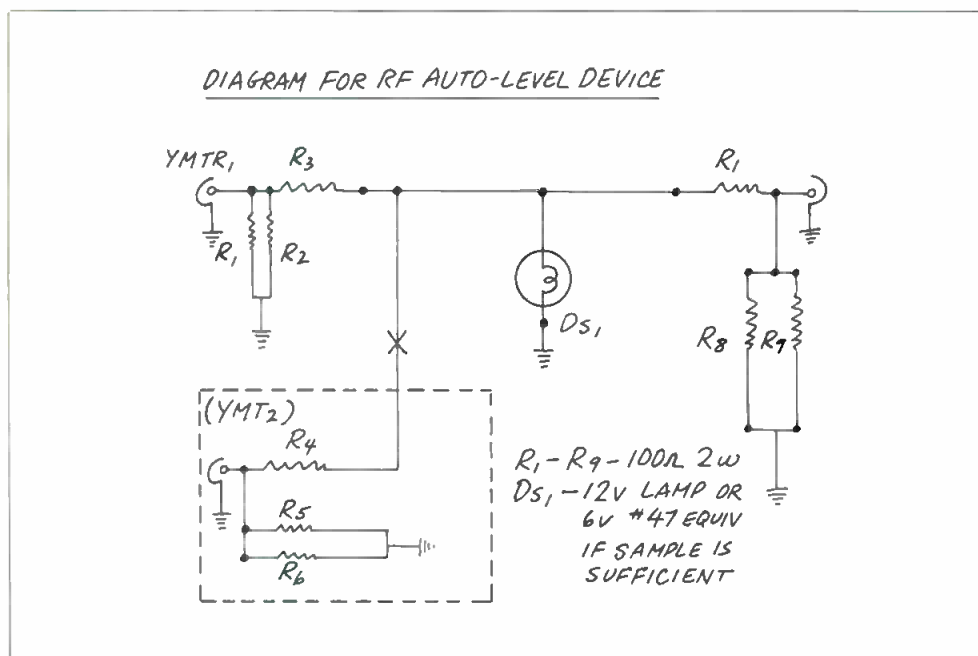 DIAGRAM FOR RF AUTO-LEVEL DEVICE
YMTR1
R3
R1
R1
R2
DS1
R8
R9
(YMT2)
R4
R5
R6
R1-R9-100Ω 2W
DS1-12V LAMP OR
6V #47 EQUIV
IF SAMPLE IS
SUFFICIENT